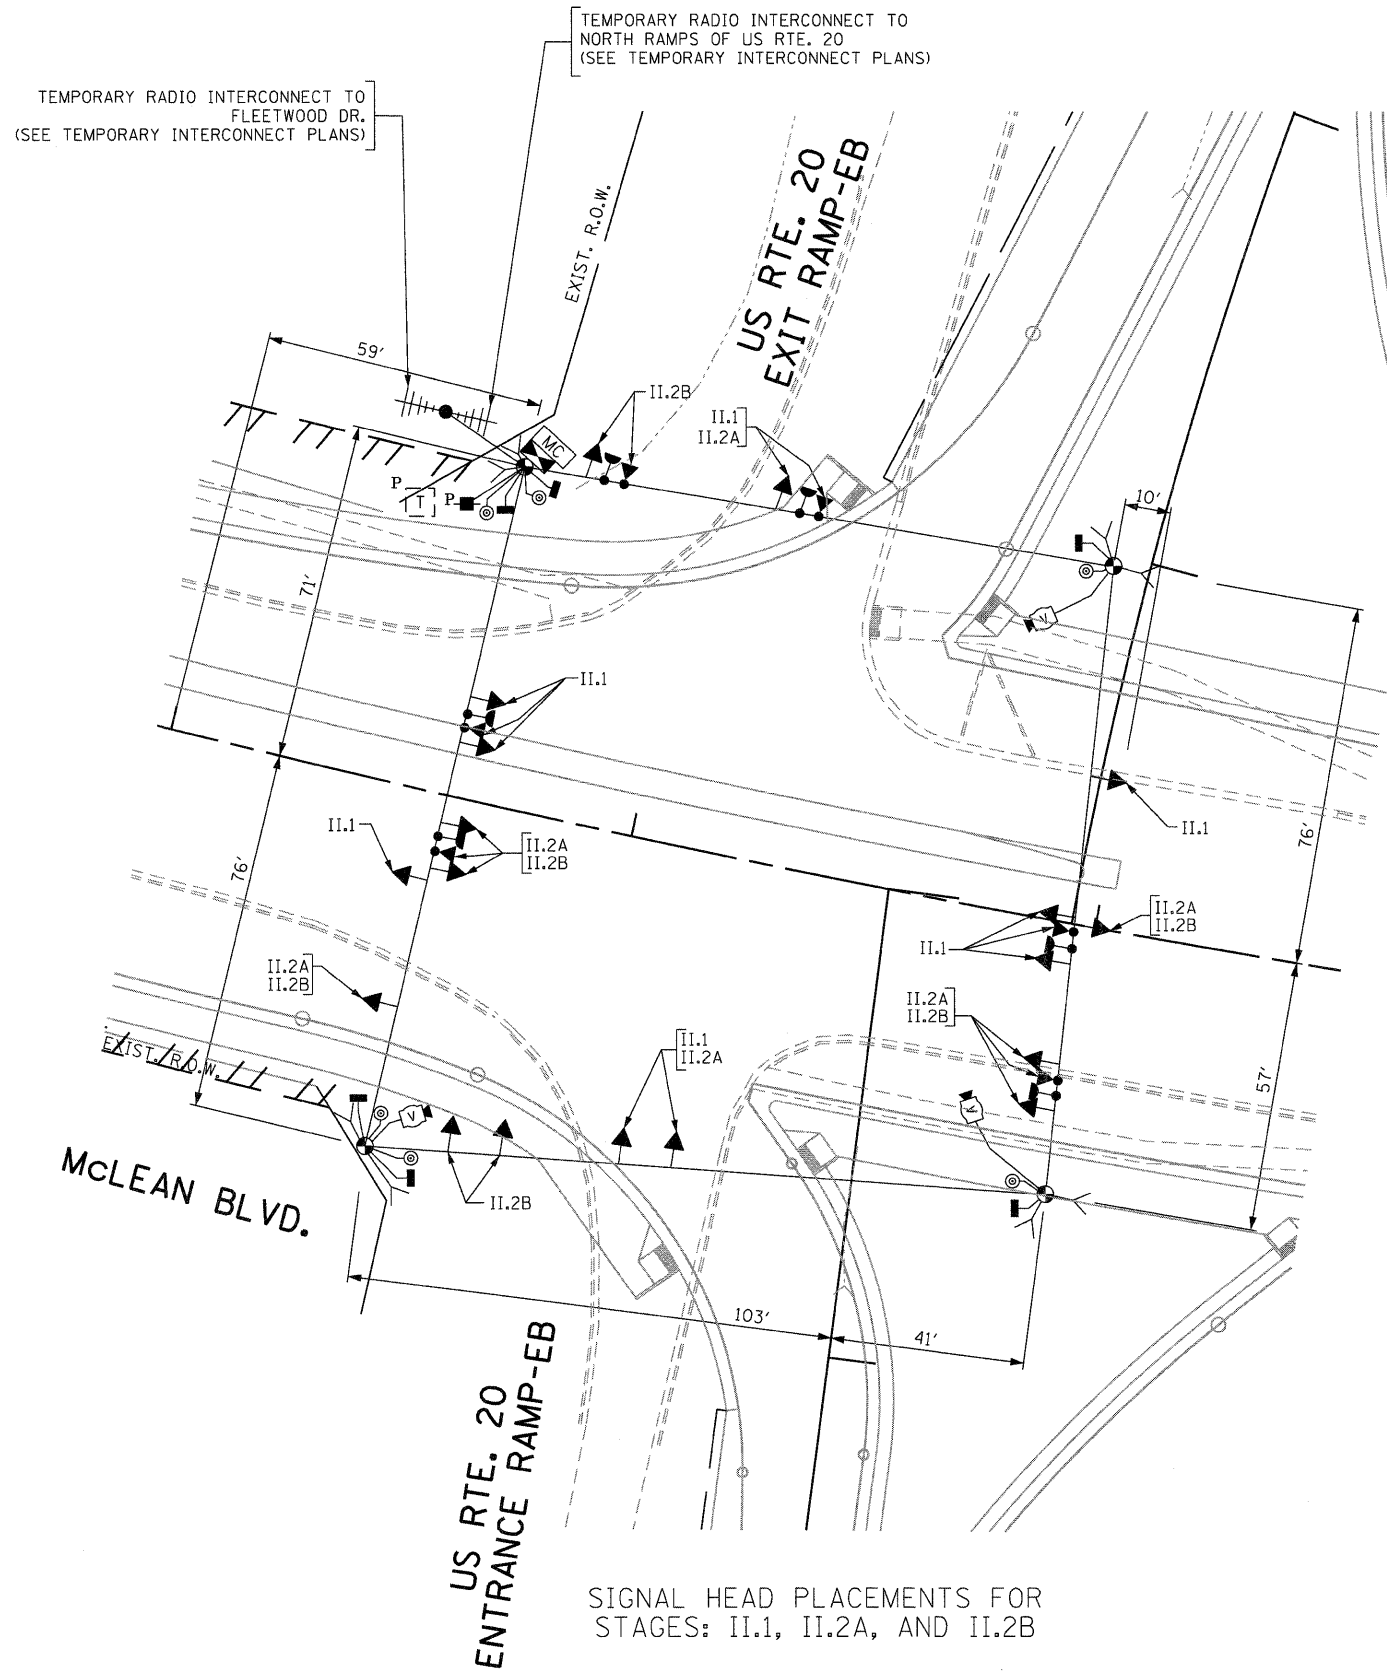 TEMPORARY RADIO INTERCONNECT TO
NORTH RAMPS OF US RTE. 20
(SEE TEMPORARY INTERCONNECT PLANS)
TEMPORARY RADIO INTERCONNECT TO
FLEETWOOD DR.
(SEE TEMPORARY INTERCONNECT PLANS)
EXIST. R.O.W.
US RTE. 20
EXIT RAMP-EB
59'
II.2B
II.1
II.2A
MC
P
T
P
10'
V
71'
II.1
II.1
76'
II.1
II.2A
II.2B
76'
II.2A
II.2B
II.1
II.2A
II.2B
II.2A
II.2B
EXIST. R.O.W.
II.1
II.2A
57'
V
V
McLEAN BLVD.
II.2B
103'
41'
US RTE. 20
ENTRANCE RAMP-EB
SIGNAL HEAD PLACEMENTS FOR
STAGES: II.1, II.2A, AND II.2B